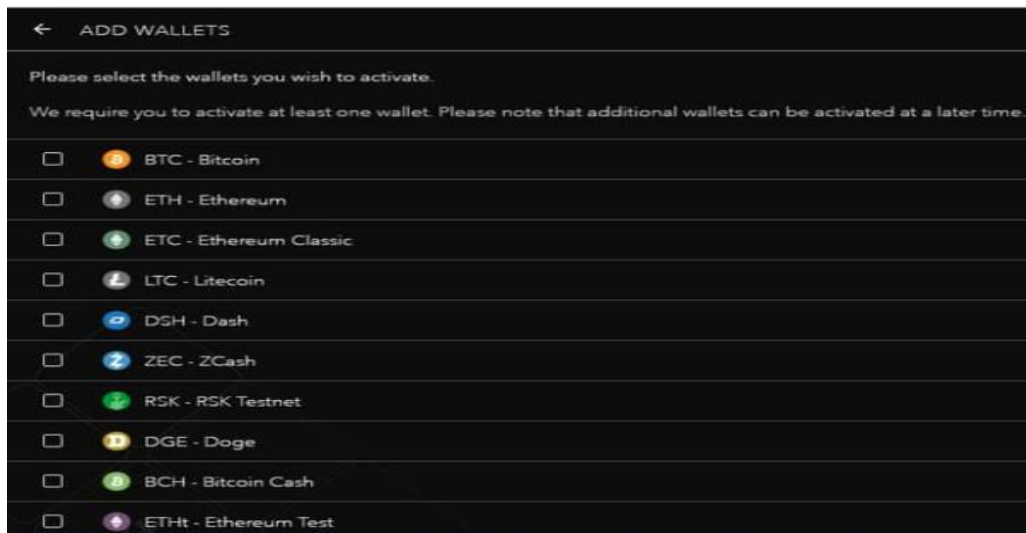 ADD WALLETS
Please select the wallets you wish to activate.
We require you to activate at least one wallet. Please note that additional wallets can be activated at a later time.
BTC - Bitcoin
ETH - Ethereum
ETC - Ethereum Classic
LTC - Litecoin
DSH - Dash
ZEC - ZCash
RSK - RSK Testnet
DGE - Doge
BCH - Bitcoin Cash
ETHt - Ethereum Test